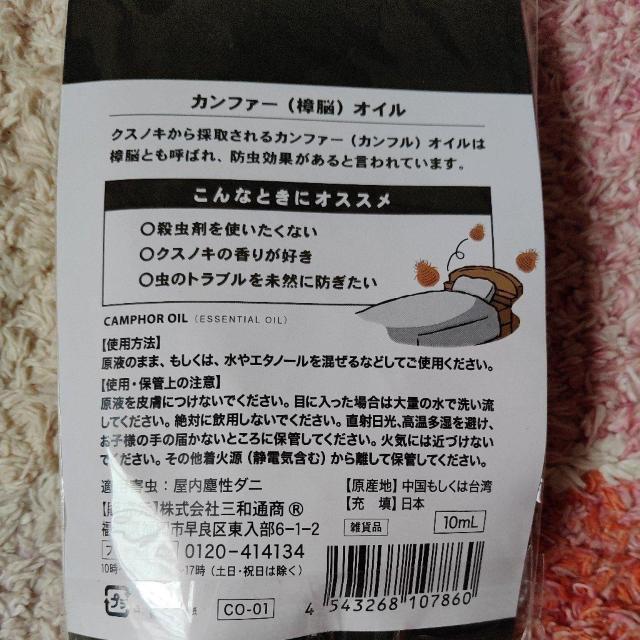 カンファー（樟脳）オイル
クスノキから採取されるカンファー（カンフル）オイルは
樟脳とも呼ばれ、防虫効果があると言われています。
こんなときにオススメ
〇殺虫剤を使いたくない
〇クスノキの香りが好き
〇虫のトラブルを未然に防ぎたい
CAMPHOR OIL（ESSENTIAL OIL）
【使用方法】
原液のまま、もしくは、水やエタノールを混ぜるなどしてご使用ください。
【使用・保管上の注意】
原液を皮膚につけないでください。目に入った場合は大量の水で洗い流
してください。絶対に飲用しないでください。直射日光、高温多湿を避け、
お子様の手の届かないところに保管してください。火気には近づけない
でください。その他着火源（静電気含む）から離して保管してください。
適 害虫：屋内塵性ダニ
【原産地】中国もしくは台湾
株式会社三和通商®
【充 填】日本
福 市早良区東入部6-1-2
雑貨品
10mL
フ 0120-414134
10時 17時（土日・祝日は除く）
プラ
紙
CO-01
4 543268 107860